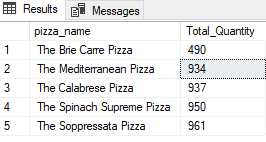 Results Messages
pizza_name Total_Quantity
1 The Brie Carre Pizza 490
2 The Mediterranean Pizza 934
3 The Calabrese Pizza 937
4 The Spinach Supreme Pizza 950
5 The Soppressata Pizza 961